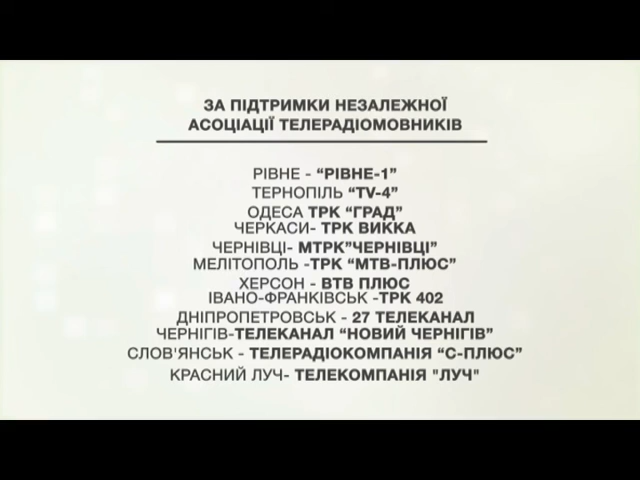 ЗА ПІДТРИМКИ НЕЗАЛЕЖНОЇ
АСОЦІАЦІЇ ТЕЛЕРАДІОМОВНИКІВ
РІВНЕ - “РІВНЕ-1”
ТЕРНОПІЛЬ “TV-4”
ОДЕСА ТРК “ГРАД”
ЧЕРКАСИ- ТРК ВИККА
ЧЕРНІВЦІ- МТРК”ЧЕРНІВЦІ”
МЕЛІТОПОЛЬ -ТРК “МТВ-ПЛЮС”
ХЕРСОН - ВТВ ПЛЮС
ІВАНО-ФРАНКІВСЬК -ТРК 402
ДНІПРОПЕТРОВСЬК - 27 ТЕЛЕКАНАЛ
ЧЕРНІГІВ-ТЕЛЕКАНАЛ “НОВИЙ ЧЕРНІГІВ”
СЛОВ'ЯНСЬК - ТЕЛЕРАДІОКОМПАНІЯ “С-ПЛЮС”
КРАСНИЙ ЛУЧ- ТЕЛЕКОМПАНІЯ "ЛУЧ"